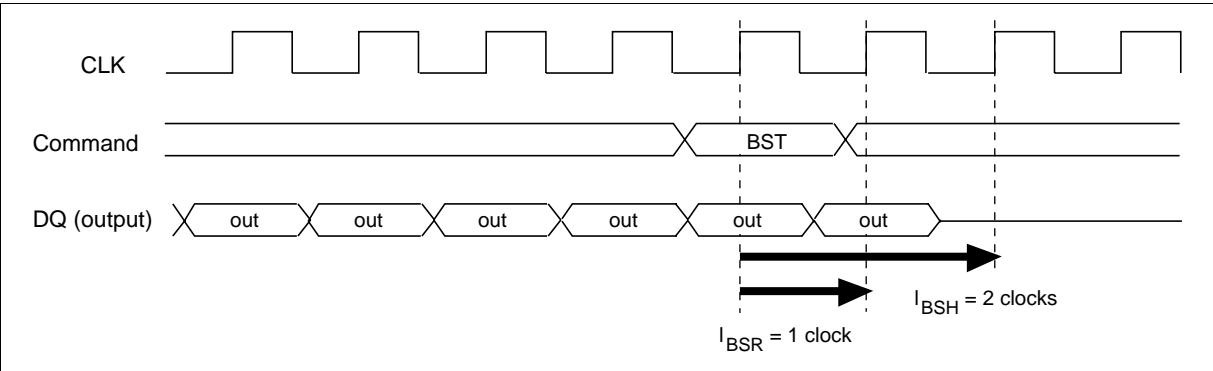 CLK
Command
BST
DQ (output)
out out out out out out
I BSH = 2 clocks
I BSR = 1 clock